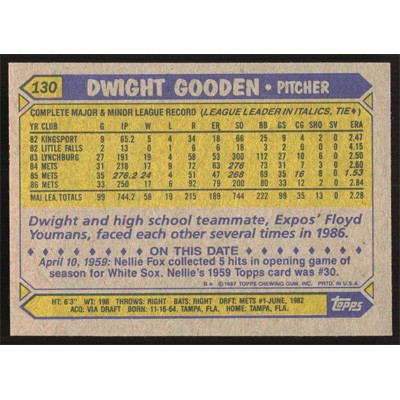 130 DWIGHT GOODEN • PITCHER
COMPLETE MAJOR & MINOR LEAGUE RECORD (LEAGUE LEADER IN ITALICS, TIE♦)
YR CLUB G IP W L R ER SO BB GS CG SHO SV ERA
82 KINGSPORT 9 65.2 5 4 34 18 66 25 9 4 2 0 2.47
82 LITTLE FALLS 2 13 0 1 6 6 18 3 2 0 0 0 4.15
83 LYNCHBURG 27 191 19 4 58 53 300 112 27 10 6 0 2.50
84 METS 31 218 17 9 72 63 276 73 31 7 3 0 2.60
85 METS 35 276.2 24 4 51 47 268 69 35 16 8 0 1.53
86 METS 33 250 17 6 92 79 200 80 33 12 2 0 2.84
MAJ. LEA. TOTALS 99 744.2 58 19 215 189 744 222 99 35 13 0 2.28
Dwight and high school teammate, Expos' Floyd
Youmans, faced each other several times in 1986.
♦ ON THIS DATE ♦
April 10, 1959: Nellie Fox collected 5 hits in opening game of
season for White Sox. Nellie's 1959 Topps card was #30.
B* © 1987 TOPPS CHEWING GUM, INC. PRTD. IN U.S.A.
HT: 6'3" WT: 198 THROWS: RIGHT BATS: RIGHT DRFT: METS #1-JUNE, 1982
ACQ: VIA DRAFT BORN: 11-16-64, TAMPA, FLA. HOME: TAMPA, FLA.
topps